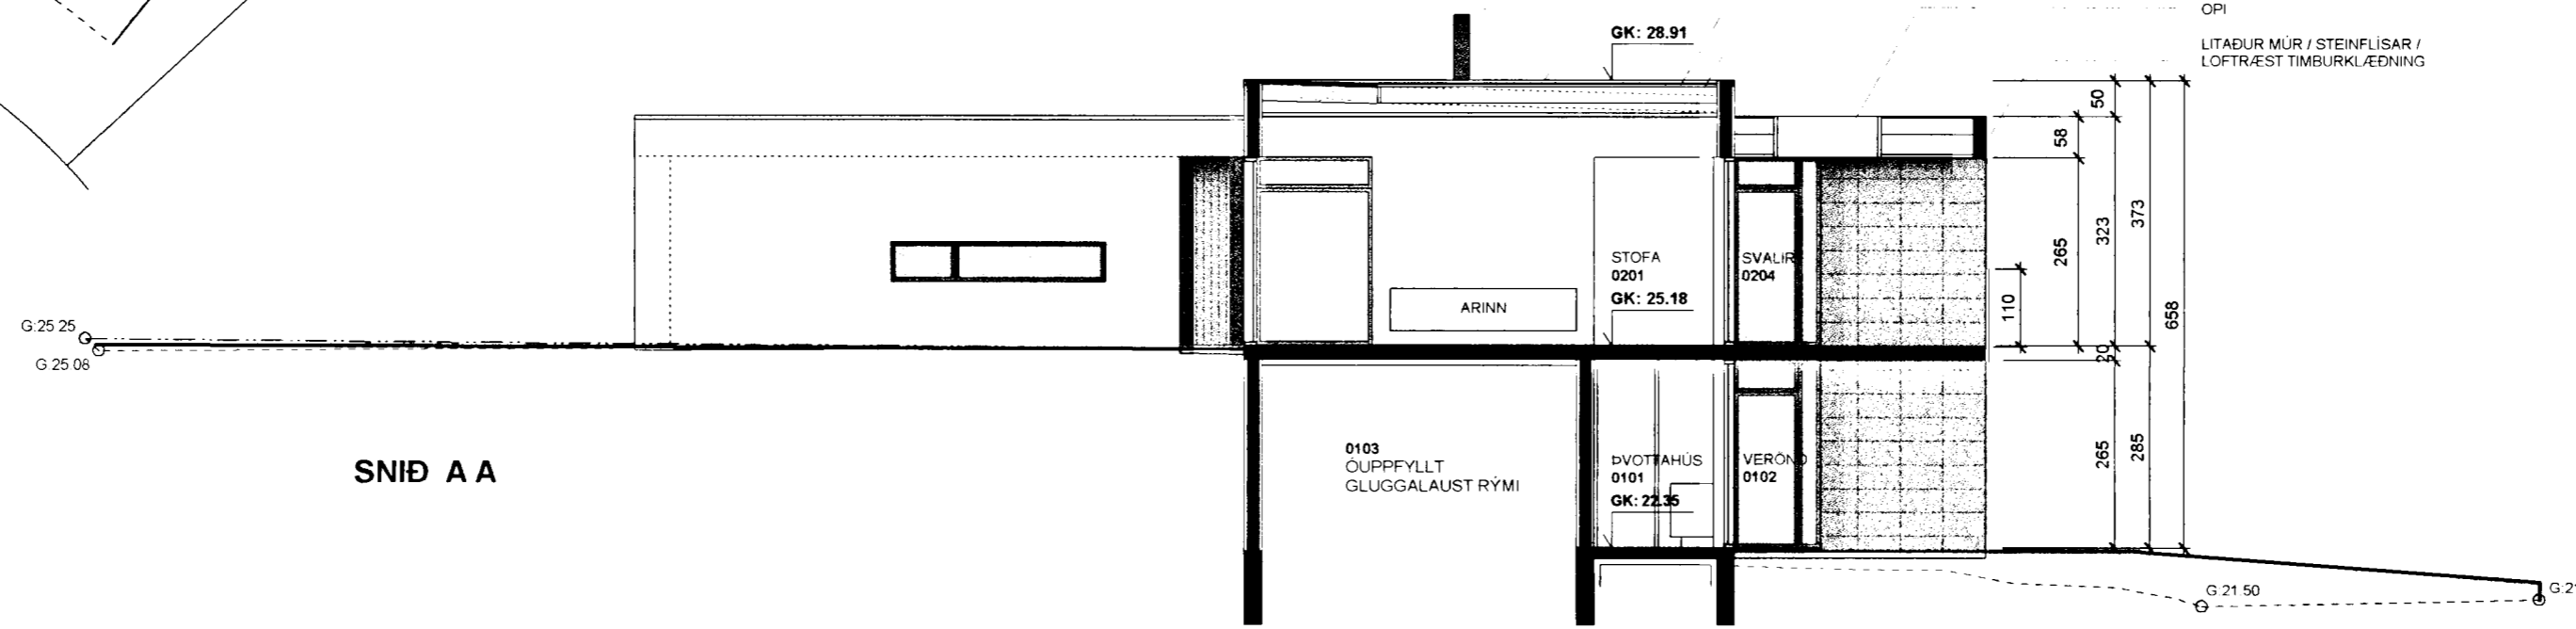 OPI
LITAÐUR MÚR / STEINFLÍSAR /
LOFTRÆST TIMBURKLÆÐNING
GK: 28.91
50
58
323
373
265
658
110
20
265
285
STOFA
0201
GK: 25.18
SVALIR
0204
ARINN
G:25 25
G 25 08
SNIÐ A A
0103
ÓUPPFYLLT
GLUGGALAUST RÝMI
ÞVOTTAHÚS
0101
GK: 22.35
VERÖND
0102
G 21 50